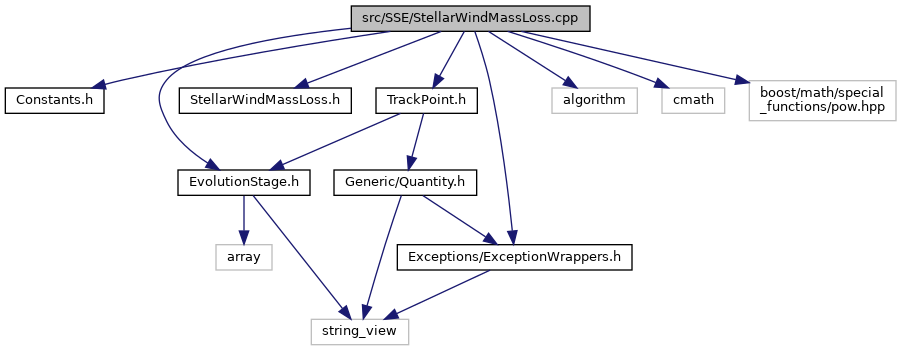 src/SSE/StellarWindMassLoss.cpp
Constants.h
StellarWindMassLoss.h
TrackPoint.h
algorithm
cmath
boost/math/special
_functions/pow.hpp
EvolutionStage.h
Generic/Quantity.h
array
Exceptions/ExceptionWrappers.h
string_view